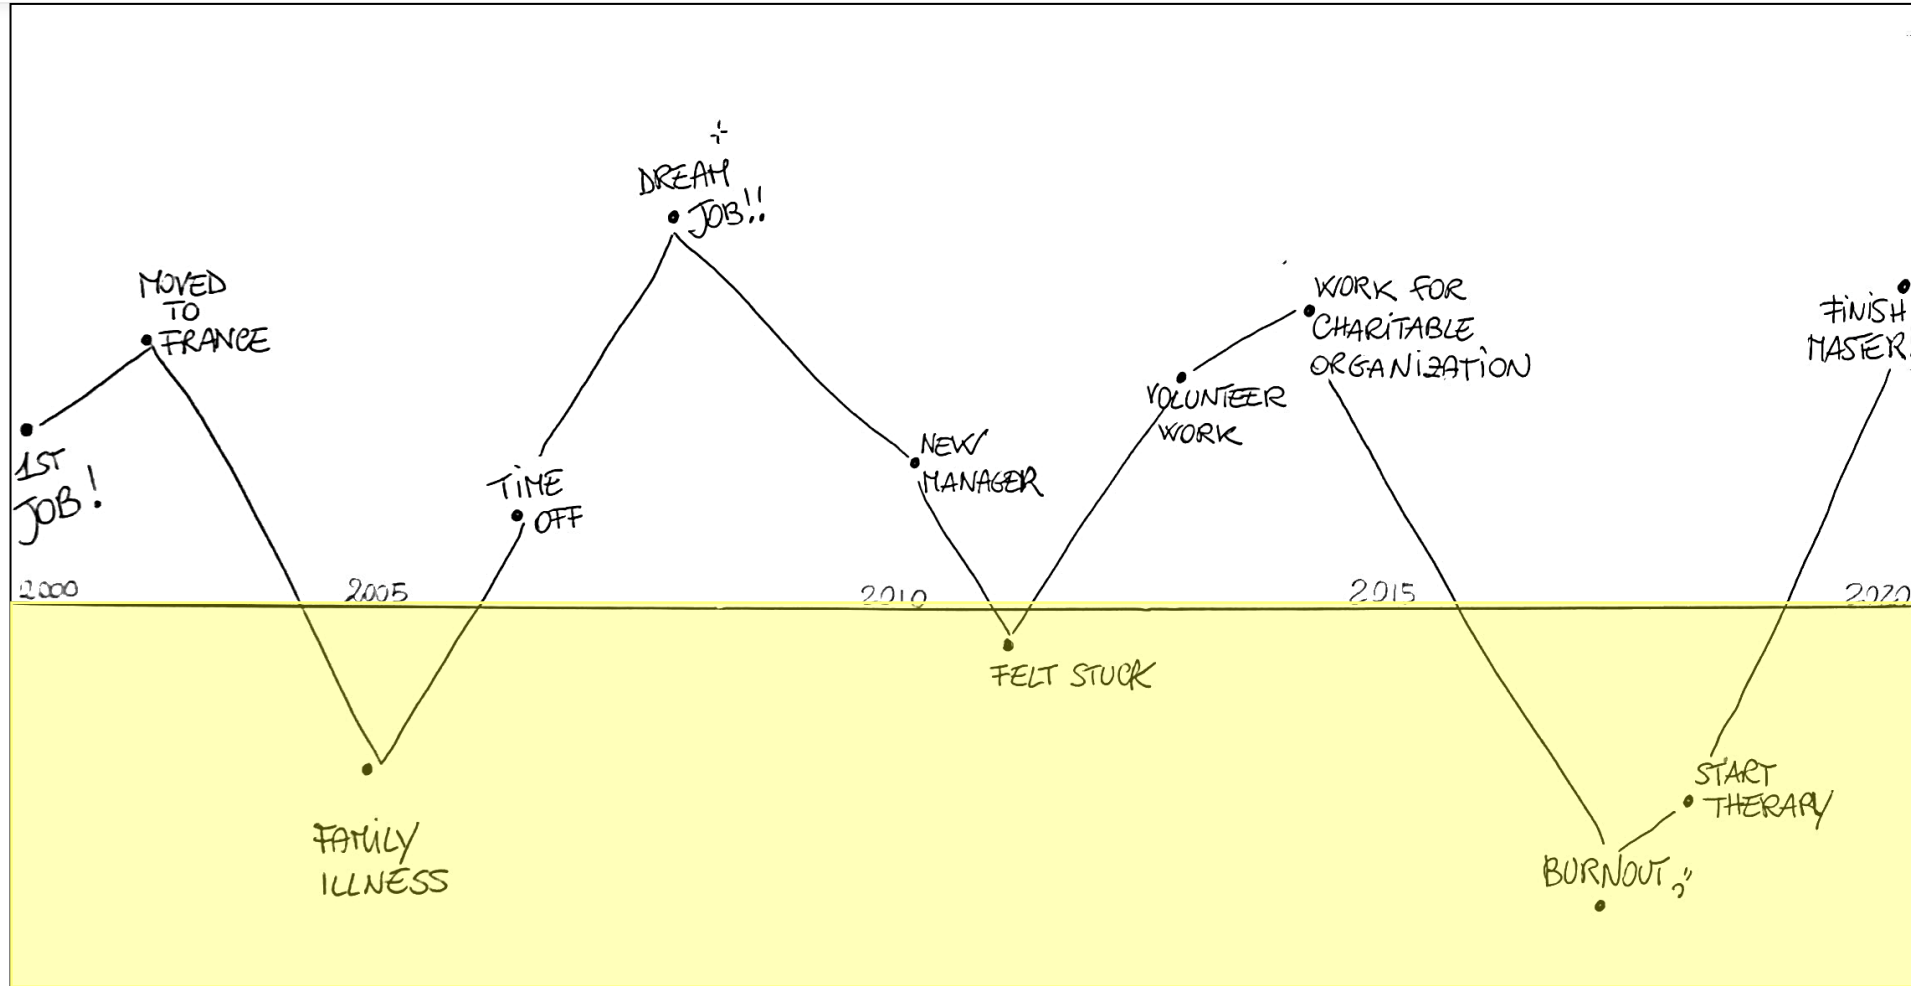 DREAM
JOB!!
MOVED
TO
FRANCE
WORK FOR
CHARITABLE
ORGANIZATION
FINISH
MASTER
VOLUNTEER
WORK
1ST
JOB!
NEW
MANAGER
TIME
OFF
2000
2005
2010
2015
2020
FELT STUCK
START
THERAPY
FAMILY
ILLNESS
BURNOUT